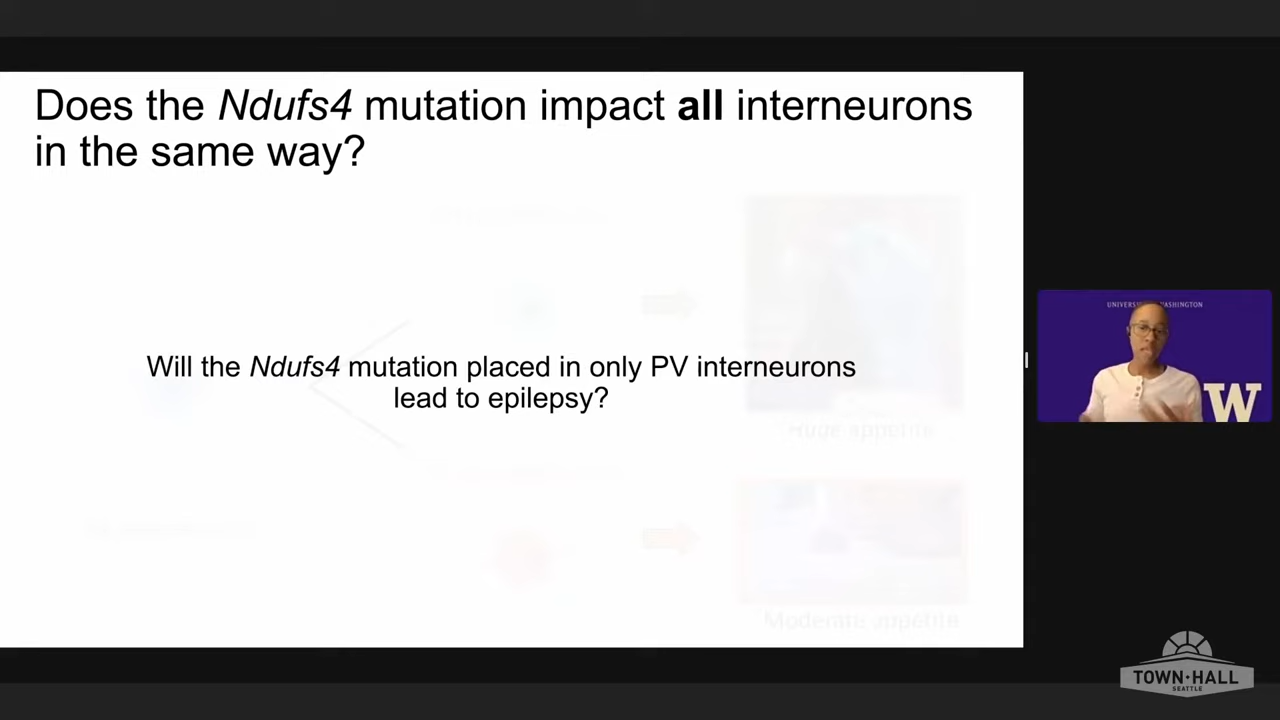 Does the Ndufs4 mutation impact all interneurons
in the same way?
Will the Ndufs4 mutation placed in only PV interneurons
lead to epilepsy?
Huge appetite
Moderate appetite
W
TOWN·HALL
SEATTLE